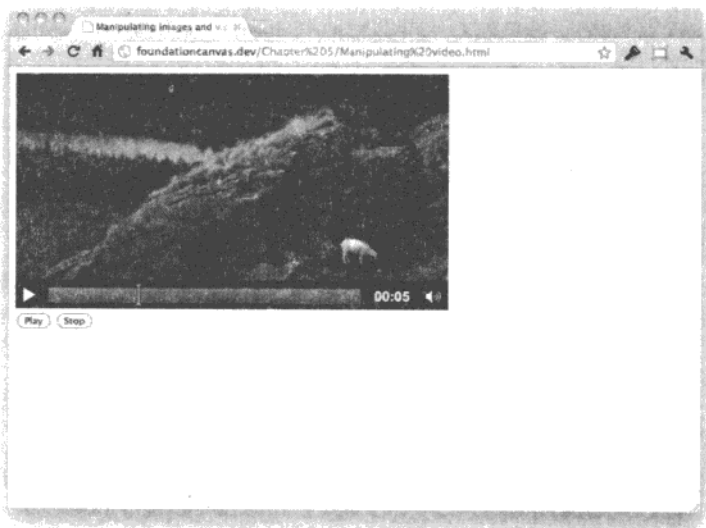 Manipulating images and v
foundationcanvas.dev/Chapter%205/Manipulating%20video.html
00:05
Play Stop